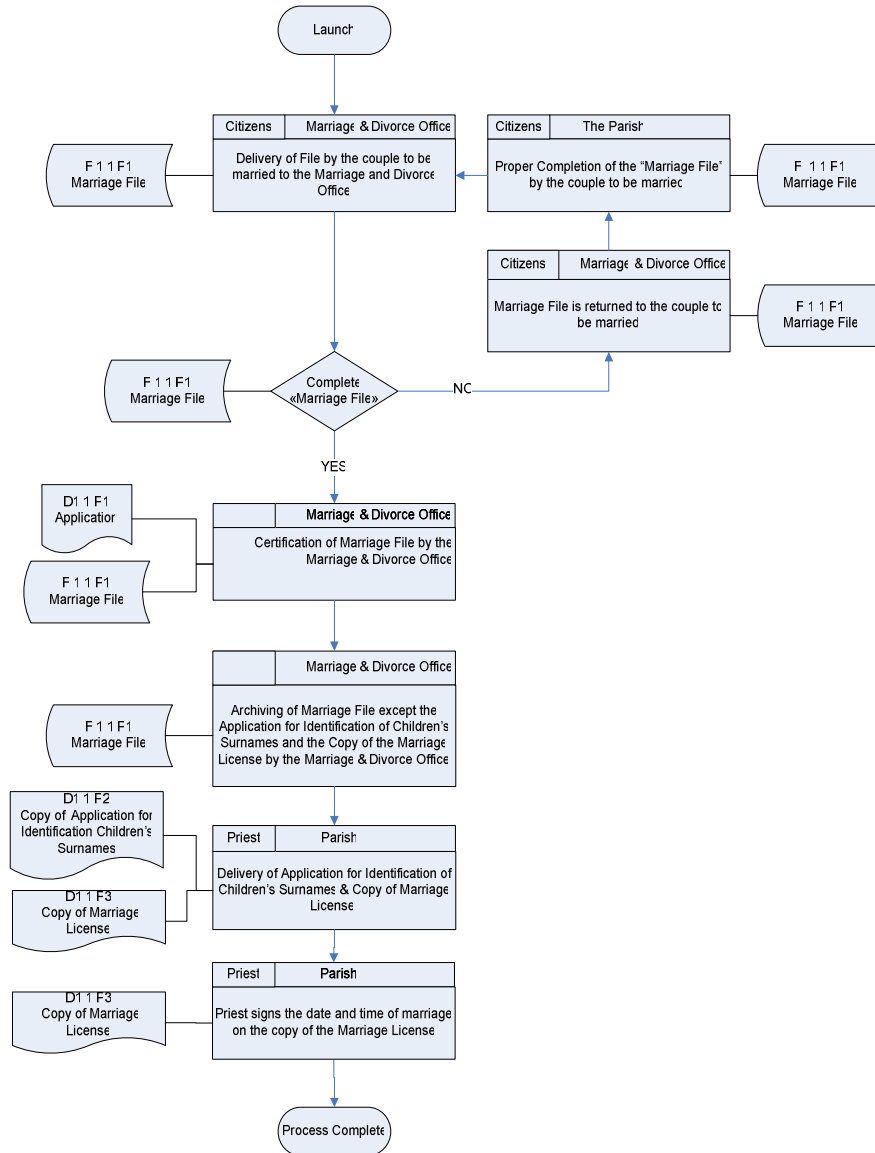 Launch
Citizens
Marriage & Divorce Office
Delivery of File by the couple to be
married to the Marriage and Divorce
Office
F 1 1 F1
Marriage File
Citizens
The Parish
Proper Completion of the “Marriage File”
by the couple to be married
F 1 1 F1
Marriage File
Citizens
Marriage & Divorce Office
Marriage File is returned to the couple to
be married
F 1 1 F1
Marriage File
Complete
«Marriage File»
F 1 1 F1
Marriage File
NO
YES
D1 1 F1
Application
F 1 1 F1
Marriage File
Marriage & Divorce Office
Certification of Marriage File by the
Marriage & Divorce Office
Marriage & Divorce Office
Archiving of Marriage File except the
Application for Identification of Children’s
Surnames and the Copy of the Marriage
License by the Marriage & Divorce Office
F 1 1 F1
Marriage File
D1 1 F2
Copy of Application for
Identification Children’s
Surnames
D1 1 F3
Copy of Marriage
License
Priest
Parish
Delivery of Application for Identification of
Children’s Surnames & Copy of Marriage
License
Priest
Parish
Priest signs the date and time of marriage
on the copy of the Marriage License
D1 1 F3
Copy of Marriage
License
Process Complete